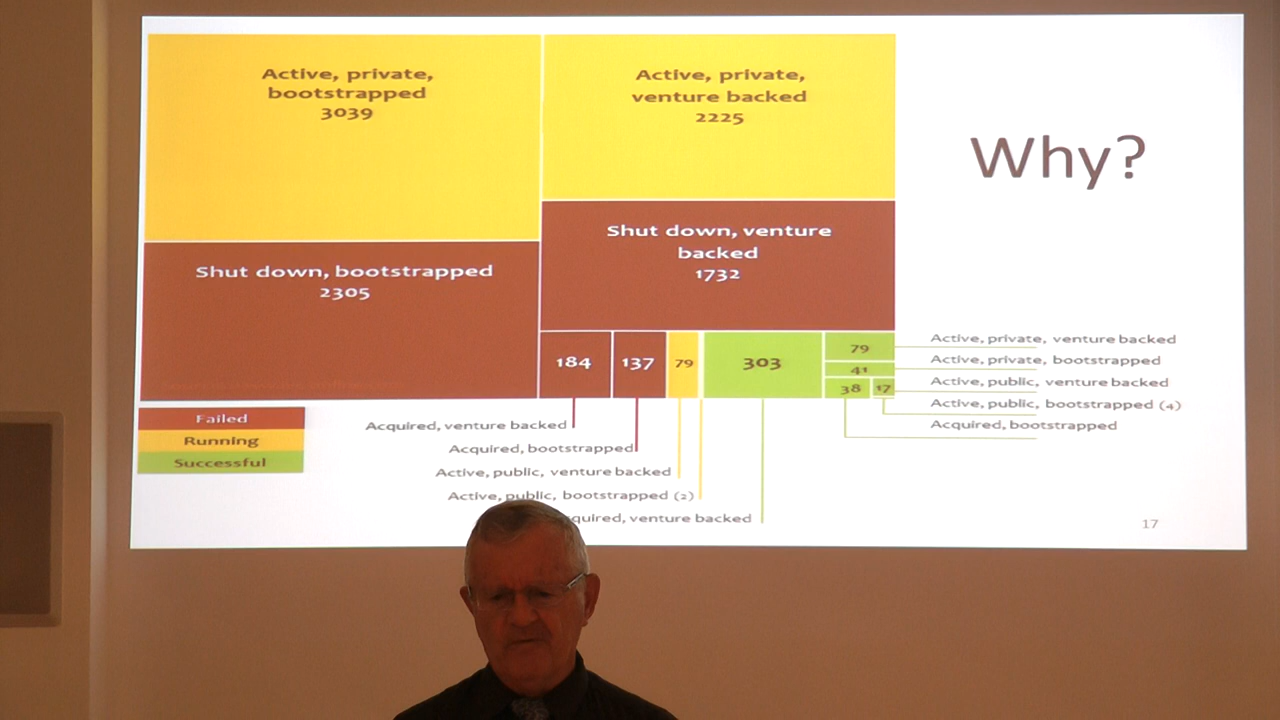 Active, private,
bootstrapped
3039
Active, private,
venture backed
2225
Why?
Shut down, bootstrapped
2305
Shut down, venture
backed
1732
184
137
79
303
79
41
38
17
Active, private, venture backed
Active, private, bootstrapped
Active, public, venture backed
Active, public, bootstrapped (4)
Acquired, bootstrapped
Failed
Running
Successful
Acquired, venture backed
Acquired, bootstrapped
Active, public, venture backed
Active, public, bootstrapped (2)
quired, venture backed
17